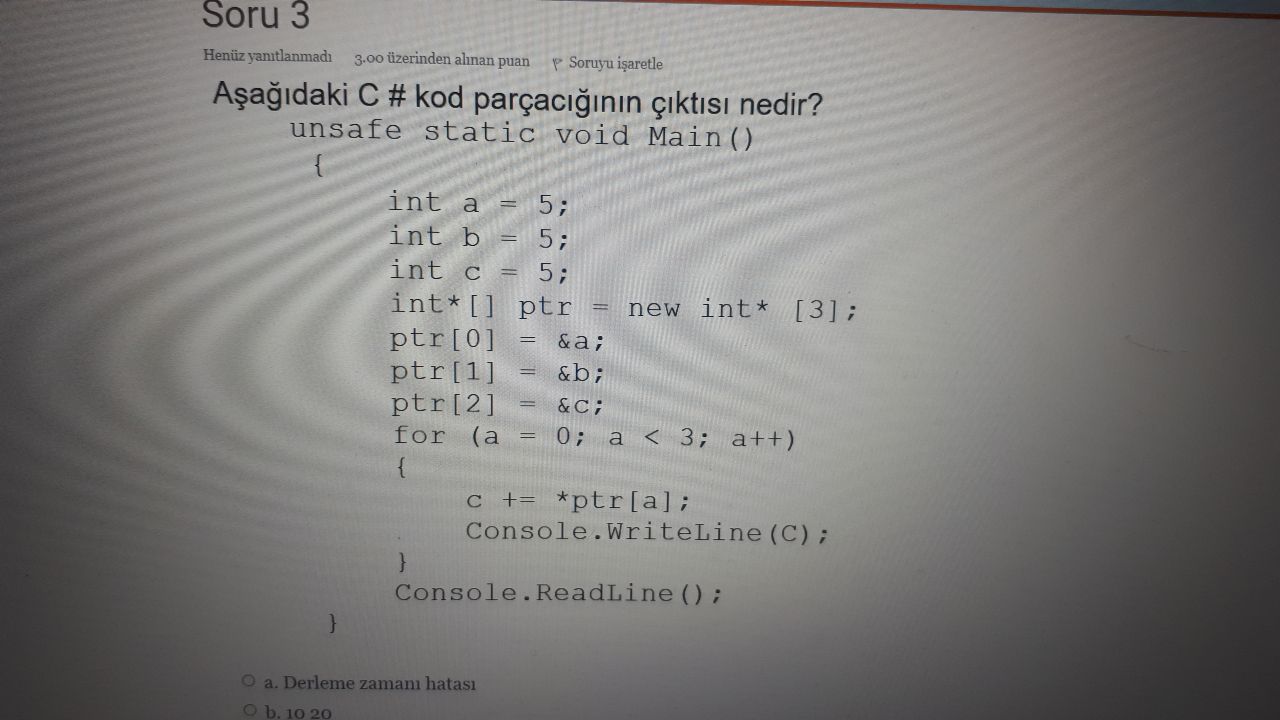 Soru 3
Henüz yanıtlanmadı 3.00 üzerinden alınan puan Soruyu işaretle
Aşağıdaki C # kod parçacığının çıktısı nedir?
unsafe static void Main()
{
int a = 5;
int b = 5;
int c = 5;
int*[] ptr = new int* [3];
ptr[0] = &a;
ptr[1] = &b;
ptr[2] = &c;
for (a = 0; a < 3; a++)
{
c += *ptr[a];
Console.WriteLine(C);
}
Console.ReadLine();
}
a. Derleme zamanı hatası
b. 10 20